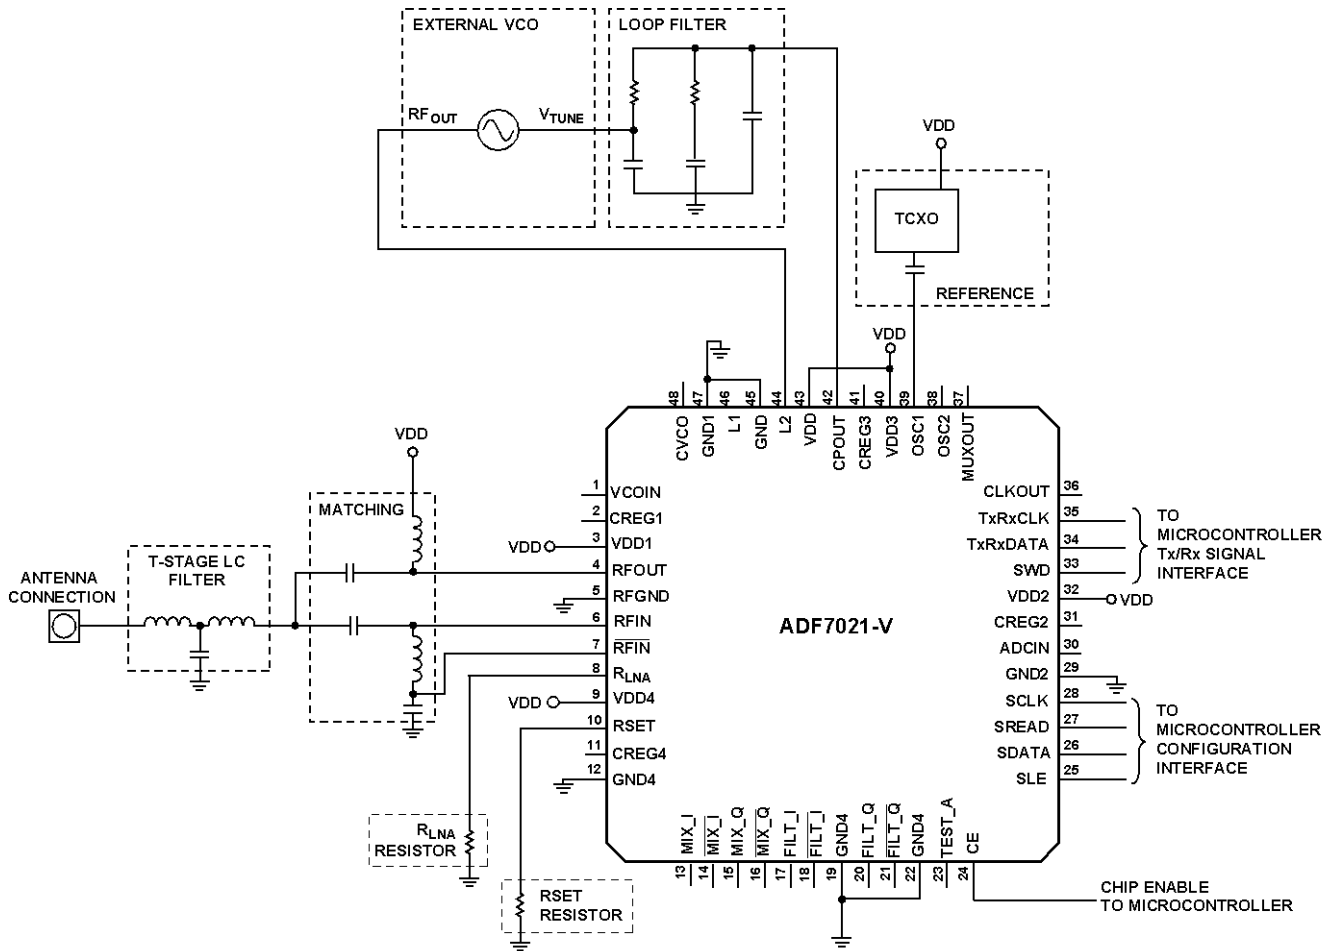 EXTERNAL VCO
LOOP FILTER
RFOUT
VTUNE
VDD
TCXO
REFERENCE
VDD
48
47
46
45
44
43
42
41
40
39
38
37
CVCO
GND1
L1
GND
L2
VDD
CPOUT
CREG3
VDD3
OSC1
OSC2
MUXOUT
VDD
MATCHING
T-STAGE LC
FILTER
ANTENNA
CONNECTION
1 VCOIN
2 CREG1
VDD 3 VDD1
4 RFOUT
5 RFGND
6 RFIN
7 RFIN
8 RLNA
VDD 9 VDD4
10 RSET
11 CREG4
12 GND4
ADF7021-V
CLKOUT 36
TxRxCLK 35
TxRxDATA 34
SWD 33
VDD2 32 VDD
CREG2 31
ADCIN 30
GND2 29
SCLK 28
SREAD 27
SDATA 26
SLE 25
TO
MICROCONTROLLER
Tx/Rx SIGNAL
INTERFACE
TO
MICROCONTROLLER
CONFIGURATION
INTERFACE
MIX_I
MIX_I
MIX_Q
MIX_Q
FILT_I
FILT_I
GND4
FILT_Q
FILT_Q
GND4
TEST_A
CE
13
14
15
16
17
18
19
20
21
22
23
24
RLNA
RESISTOR
RSET
RESISTOR
CHIP ENABLE
TO MICROCONTROLLER